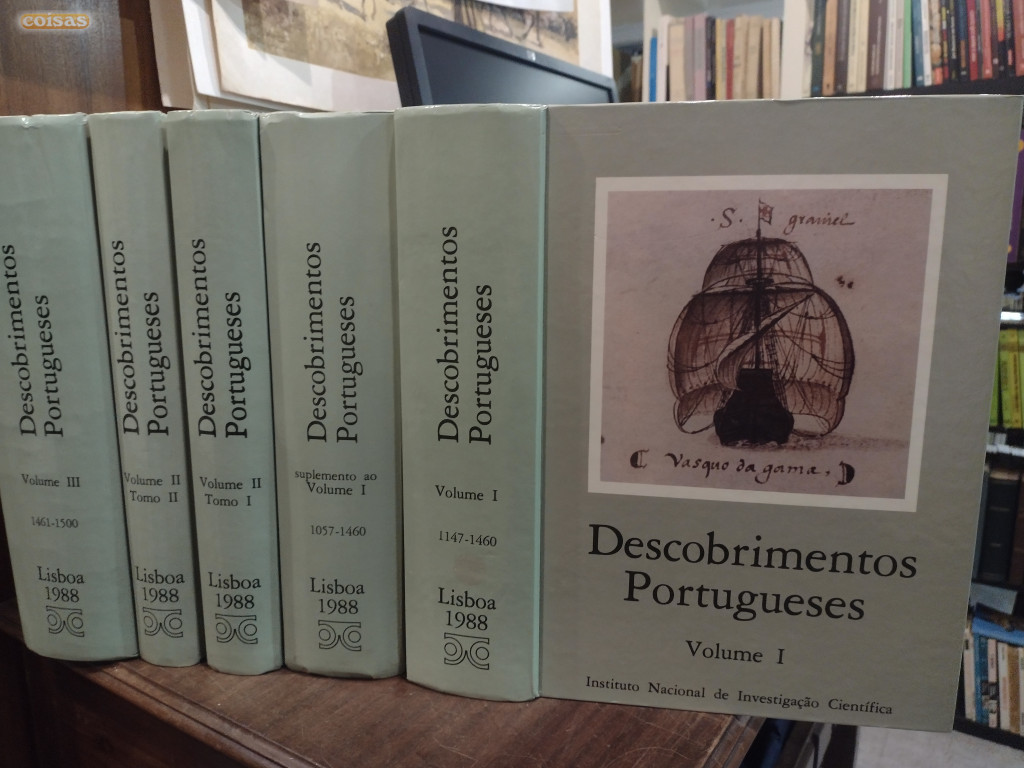 coisas
Descobrimentos
Portugueses
Volume III
1461-1500
Lisboa
1988
Descobrimentos
Portugueses
Volume II
Tomo II
Lisboa
1988
Descobrimentos
Portugueses
Volume II
Tomo I
Lisboa
1988
Descobrimentos
Portugueses
suplemento ao
Volume I
1057-1460
Lisboa
1988
Descobrimentos
Portugueses
Volume I
1147-1460
Lisboa
1988
·S· gramel
Vasquo da gama,
Descobrimentos
Portugueses
Volume I
Instituto Nacional de Investigação Científica